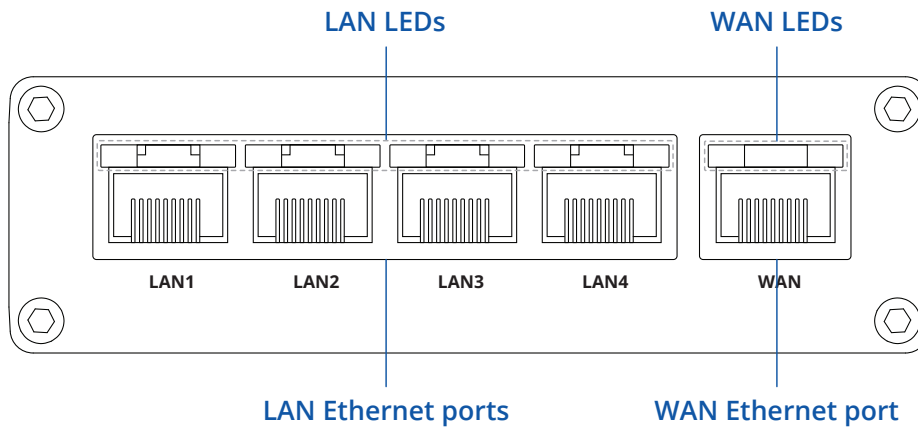 LAN LEDs
WAN LEDs
LAN1
LAN2
LAN3
LAN4
WAN
LAN Ethernet ports
WAN Ethernet port